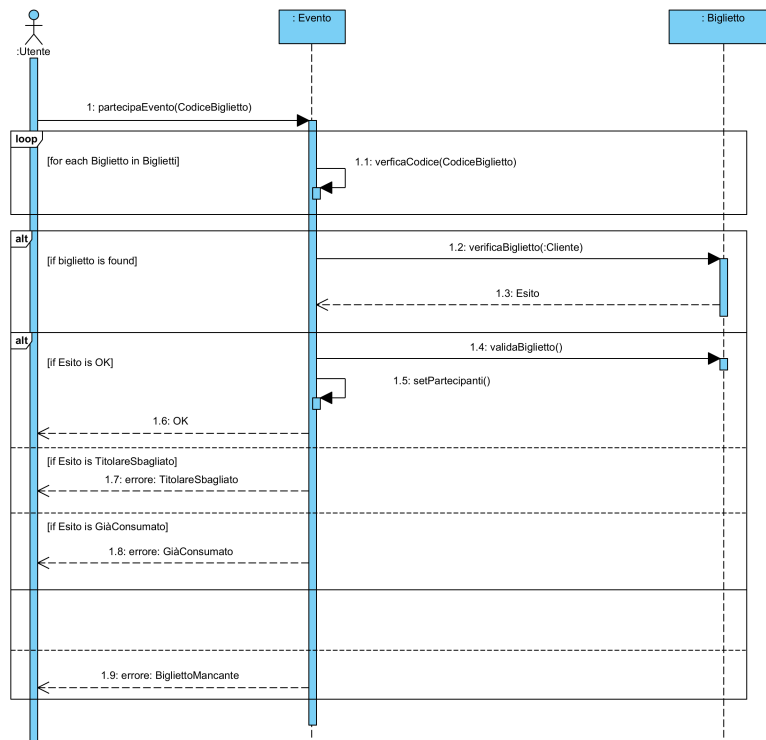 : Evento
: Biglietto
:Utente
1: partecipaEvento(CodiceBiglietto)
loop
[for each Biglietto in Biglietti]
1.1: verficaCodice(CodiceBiglietto)
alt
[if biglietto is found]
1.2: verificaBiglietto(:Cliente)
1.3: Esito
alt
[if Esito is OK]
1.4: validaBiglietto()
1.5: setPartecipanti()
1.6: OK
[if Esito is TitolareSbagliato]
1.7: errore: TitolareSbagliato
[if Esito is GiàConsumato]
1.8: errore: GiàConsumato
1.9: errore: BigliettoMancante